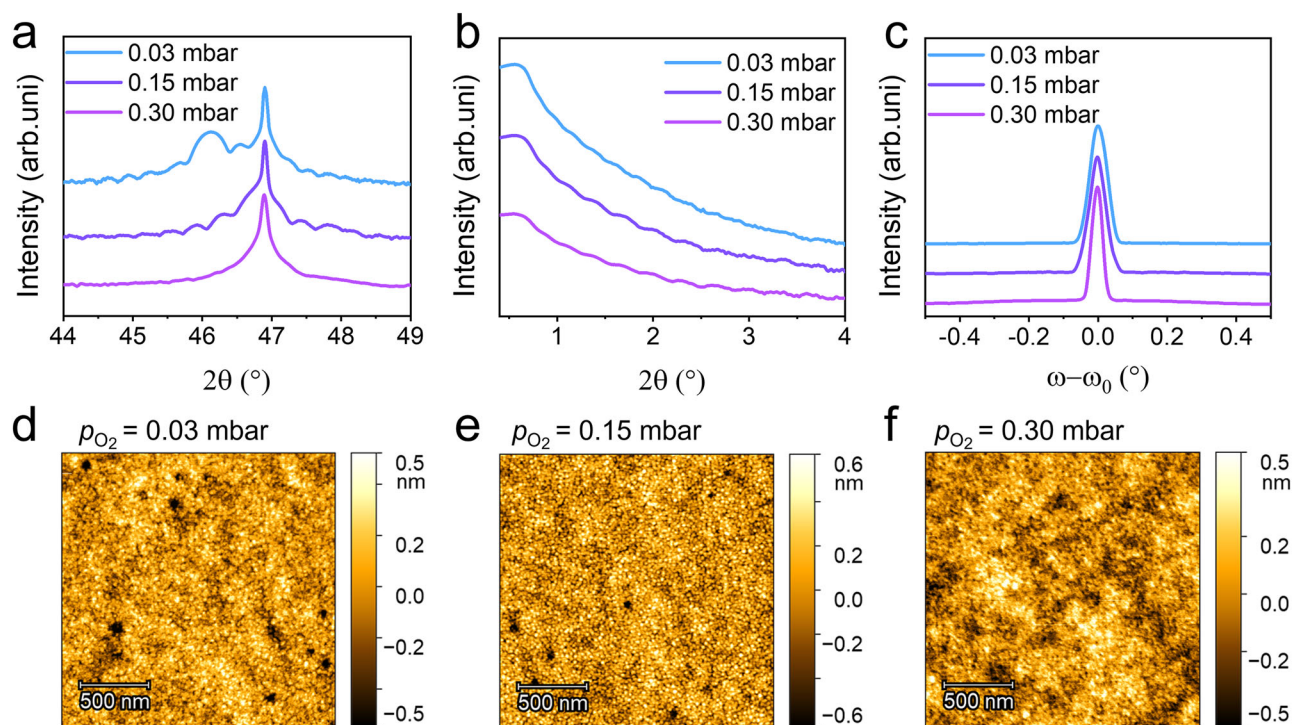 a
0.03 mbar
0.15 mbar
0.30 mbar
Intensity (arb.uni)
44 45 46 47 48 49
2θ (°)
b
0.03 mbar
0.15 mbar
0.30 mbar
Intensity (arb.uni)
1 2 3 4
2θ (°)
c
0.03 mbar
0.15 mbar
0.30 mbar
Intensity (arb.uni)
-0.4 -0.2 0.0 0.2 0.4
ω−ω₀ (°)
d
pO₂ = 0.03 mbar
0.5
nm
0.2
0.0
−0.2
−0.5
500 nm
e
pO₂ = 0.15 mbar
0.6
nm
0.2
0.0
−0.2
−0.6
500 nm
f
pO₂ = 0.30 mbar
0.5
nm
0.2
0.0
−0.2
−0.5
500 nm